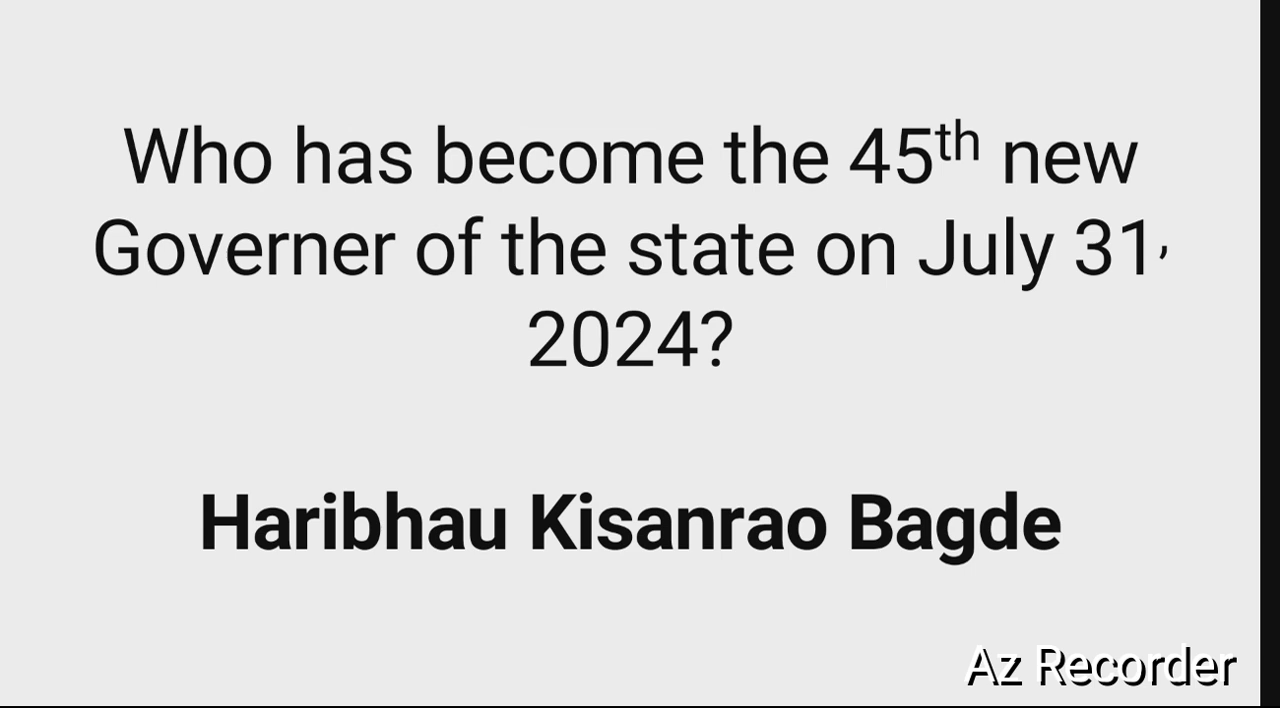 Who has become the 45th new
Governer of the state on July 31,
2024?
Haribhau Kisanrao Bagde
Az Recorder